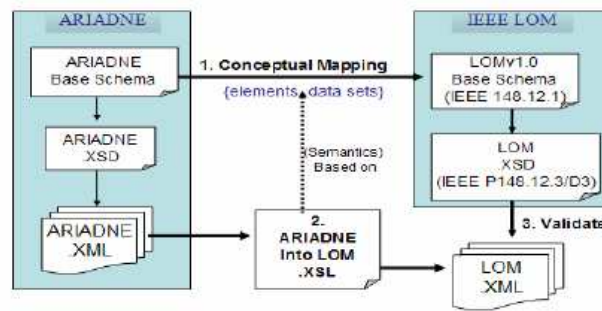 ARIADNE
IEEE LOM
ARIADNE
Base Schema
1. Conceptual Mapping
{elements, data sets}
LOMv1.0
Base Schema
(IEEE 148.12.1)
ARIADNE
XSD
(Semantics)
Based on
LOM
XSD
(IEEE P148.12.3/D3)
ARIADNE
.XML
2.
ARIADNE
Into LOM
.XSL
3. Validate
LOM
.XML